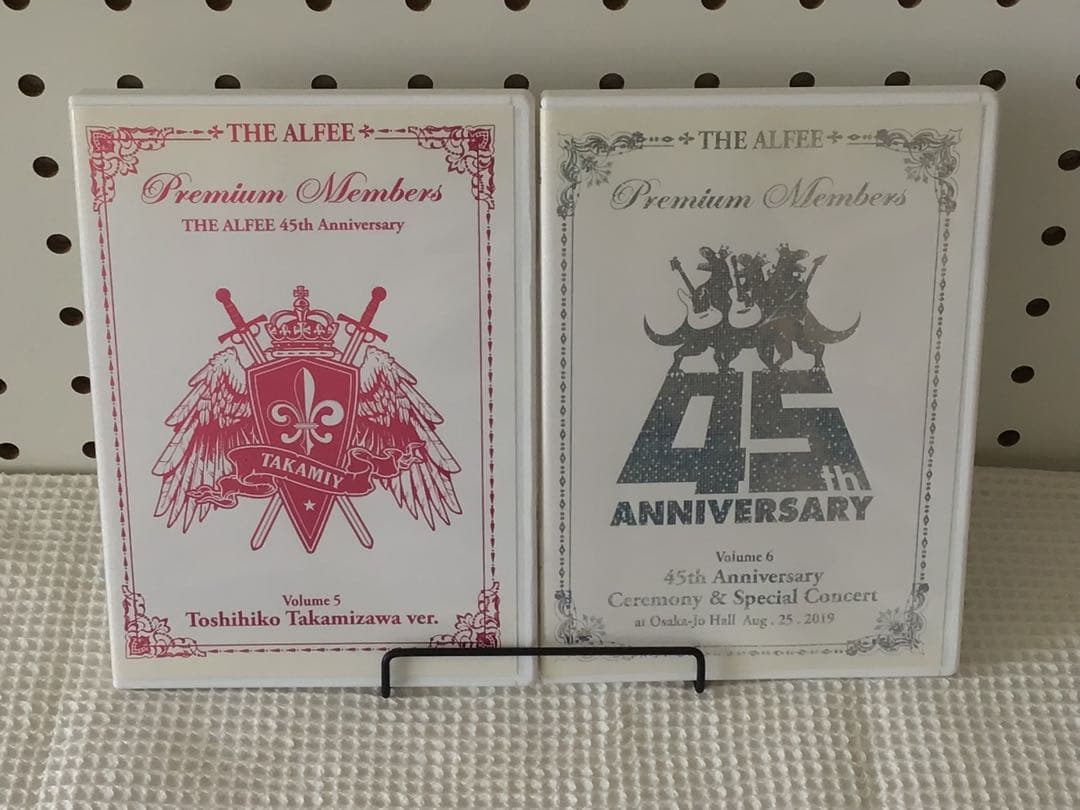 THE ALFEE
Premium Members
THE ALFEE 45th Anniversary
TAKAMIY
Volume 5
Toshihiko Takamizawa ver.
THE ALFEE
Premium Members
45th
ANNIVERSARY
Volume 6
45th Anniversary
Ceremony & Special Concert
at Osaka-Jo Hall Aug . 25 . 2019